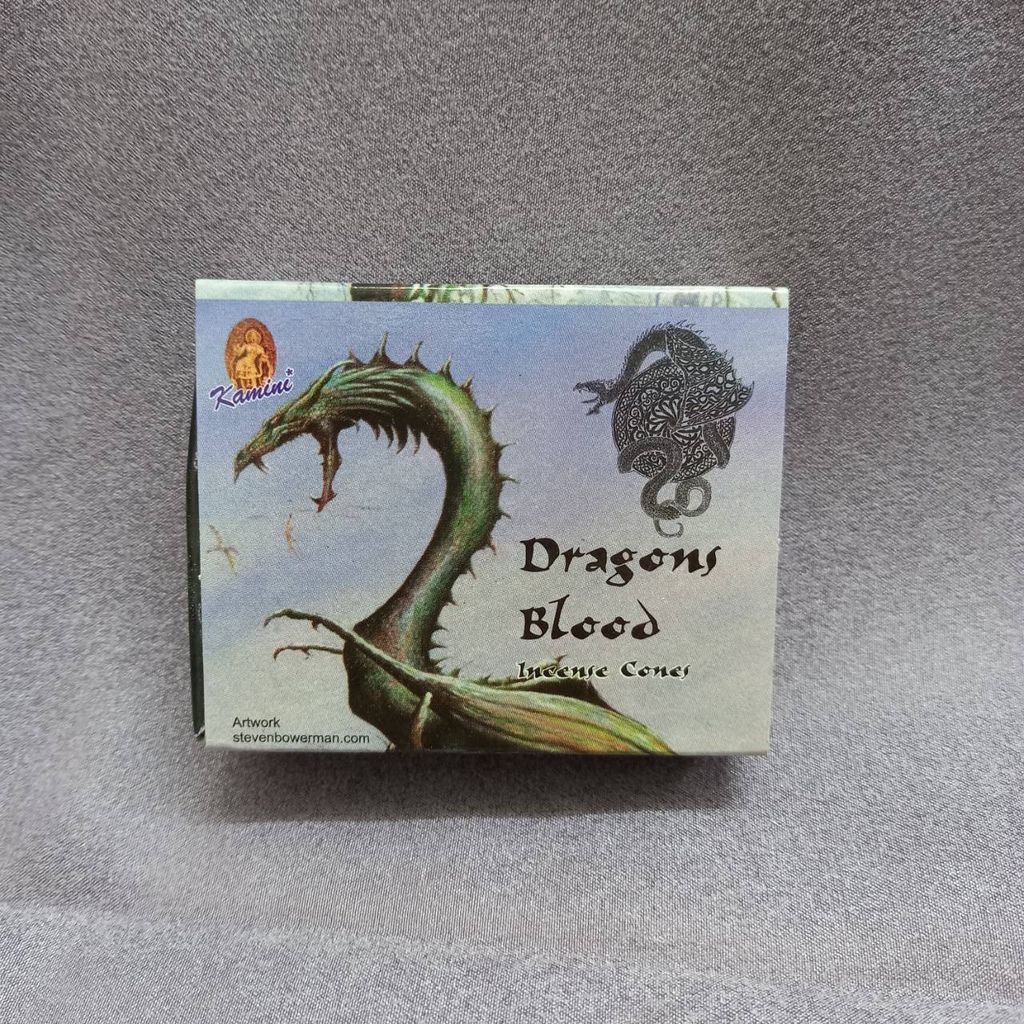 Kamini*
Dragons
Blood
Incense Cones
Artwork
stevenbowerman.com